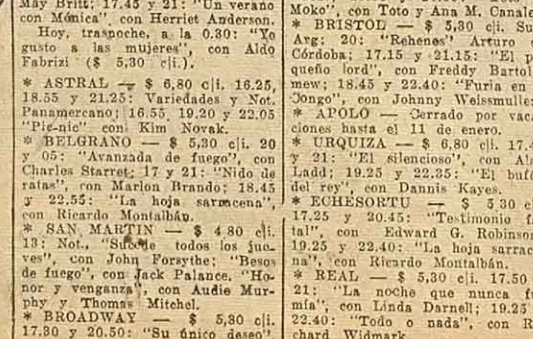 May Britt; 17.45 y 21: "Un verano
con Mónica", con Herriet Anderson.
Hoy, trasnoche, a la 0.30: "Yo
gusto a las mujeres", con Aldo
Fabrizi ($ 5,30 c|i.).
* ASTRAL — $ 6,80 c|i. 16.25,
18.55 y 21.25: Variedades y Not.
Panamericano; 16.55, 19.20 y 22.05
"Pic-nic" con Kim Novak.
* BELGRANO — $ 5,30 c|i. 20
y 05: "Avanzada de fuego", con
Charles Starret; 17 y 21: "Nido de
ratas", con Marlon Brando; 18.45
y 22.55: "La hoja sarracena",
con Ricardo Montalbán.
* SAN MARTIN — $ 4 80 c|i.
13: Not., "Sucede todos los jue-
ves", con John Forsythe; "Besos
de fuego", con Jack Palance, "Ho-
nor y venganza", con Audie Mur-
phy y Thomas Mitchel.
* BROADWAY — $ 5,30 c|i.
17.30 y 20.50: "Su único deseo".
Moko", con Toto y Ana M. Canale
* BRISTOL — $ 5,30 c|i. Su
Arg; 20: "Rehenes" Arturo
Córdoba; 17.15 y 21.15: "El p
queño lord", con Freddy Bartol
mew; 18.45 y 22.40: "Furia en
Congo", con Johnny Weissmulle
* APOLO — Cerrado por vac
ciones hasta el 11 de enero.
* URQUIZA — $ 6,80 c|i. 17.4
y 21: "El silencioso", con Al
Ladd; 19.25 y 22.35: "El buf
del rey", con Dannis Kayes.
* ECHESORTU — $ 5 30 c
17.25 y 20.45: "Testimonio f
tal", con Edward G. Robinson
19.25 y 22.40: "La hoja sarrac
na", con Ricardo Montalbán.
* REAL — $ 5,30 c|i. 17.50
21: "La noche que nunca f
mía", con Linda Darnell; 19.25
22.40: "Todo o nada", con R
chard Widmark